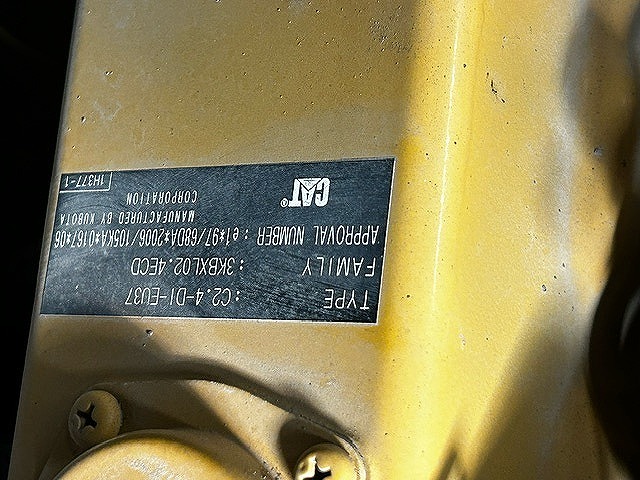 TYPE : C2.4-DI-EU37
FAMILY : 3KBXL02.4ECD
APPROVAL NUMBER : e1*97/68DA*2006/105KA*0167*06
CAT® MANUFACTURED BY KUBOTA
CORPORATION
1H377-1